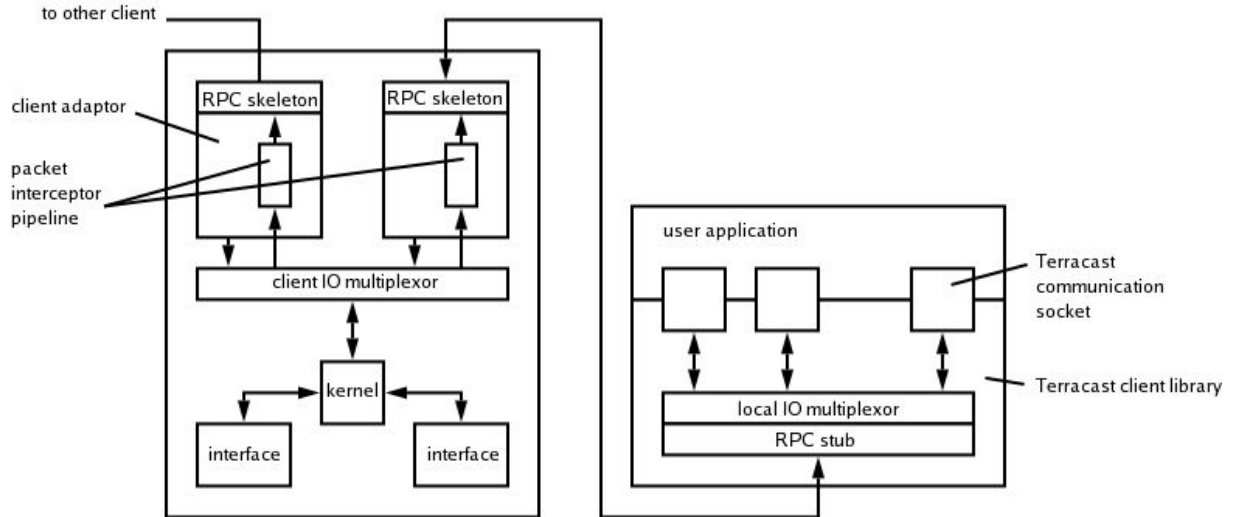 to other client
RPC skeleton
RPC skeleton
client adaptor
packet
interceptor
pipeline
client IO multiplexor
kernel
interface
interface
user application
Terracast
communication
socket
Terracast client library
local IO multiplexor
RPC stub